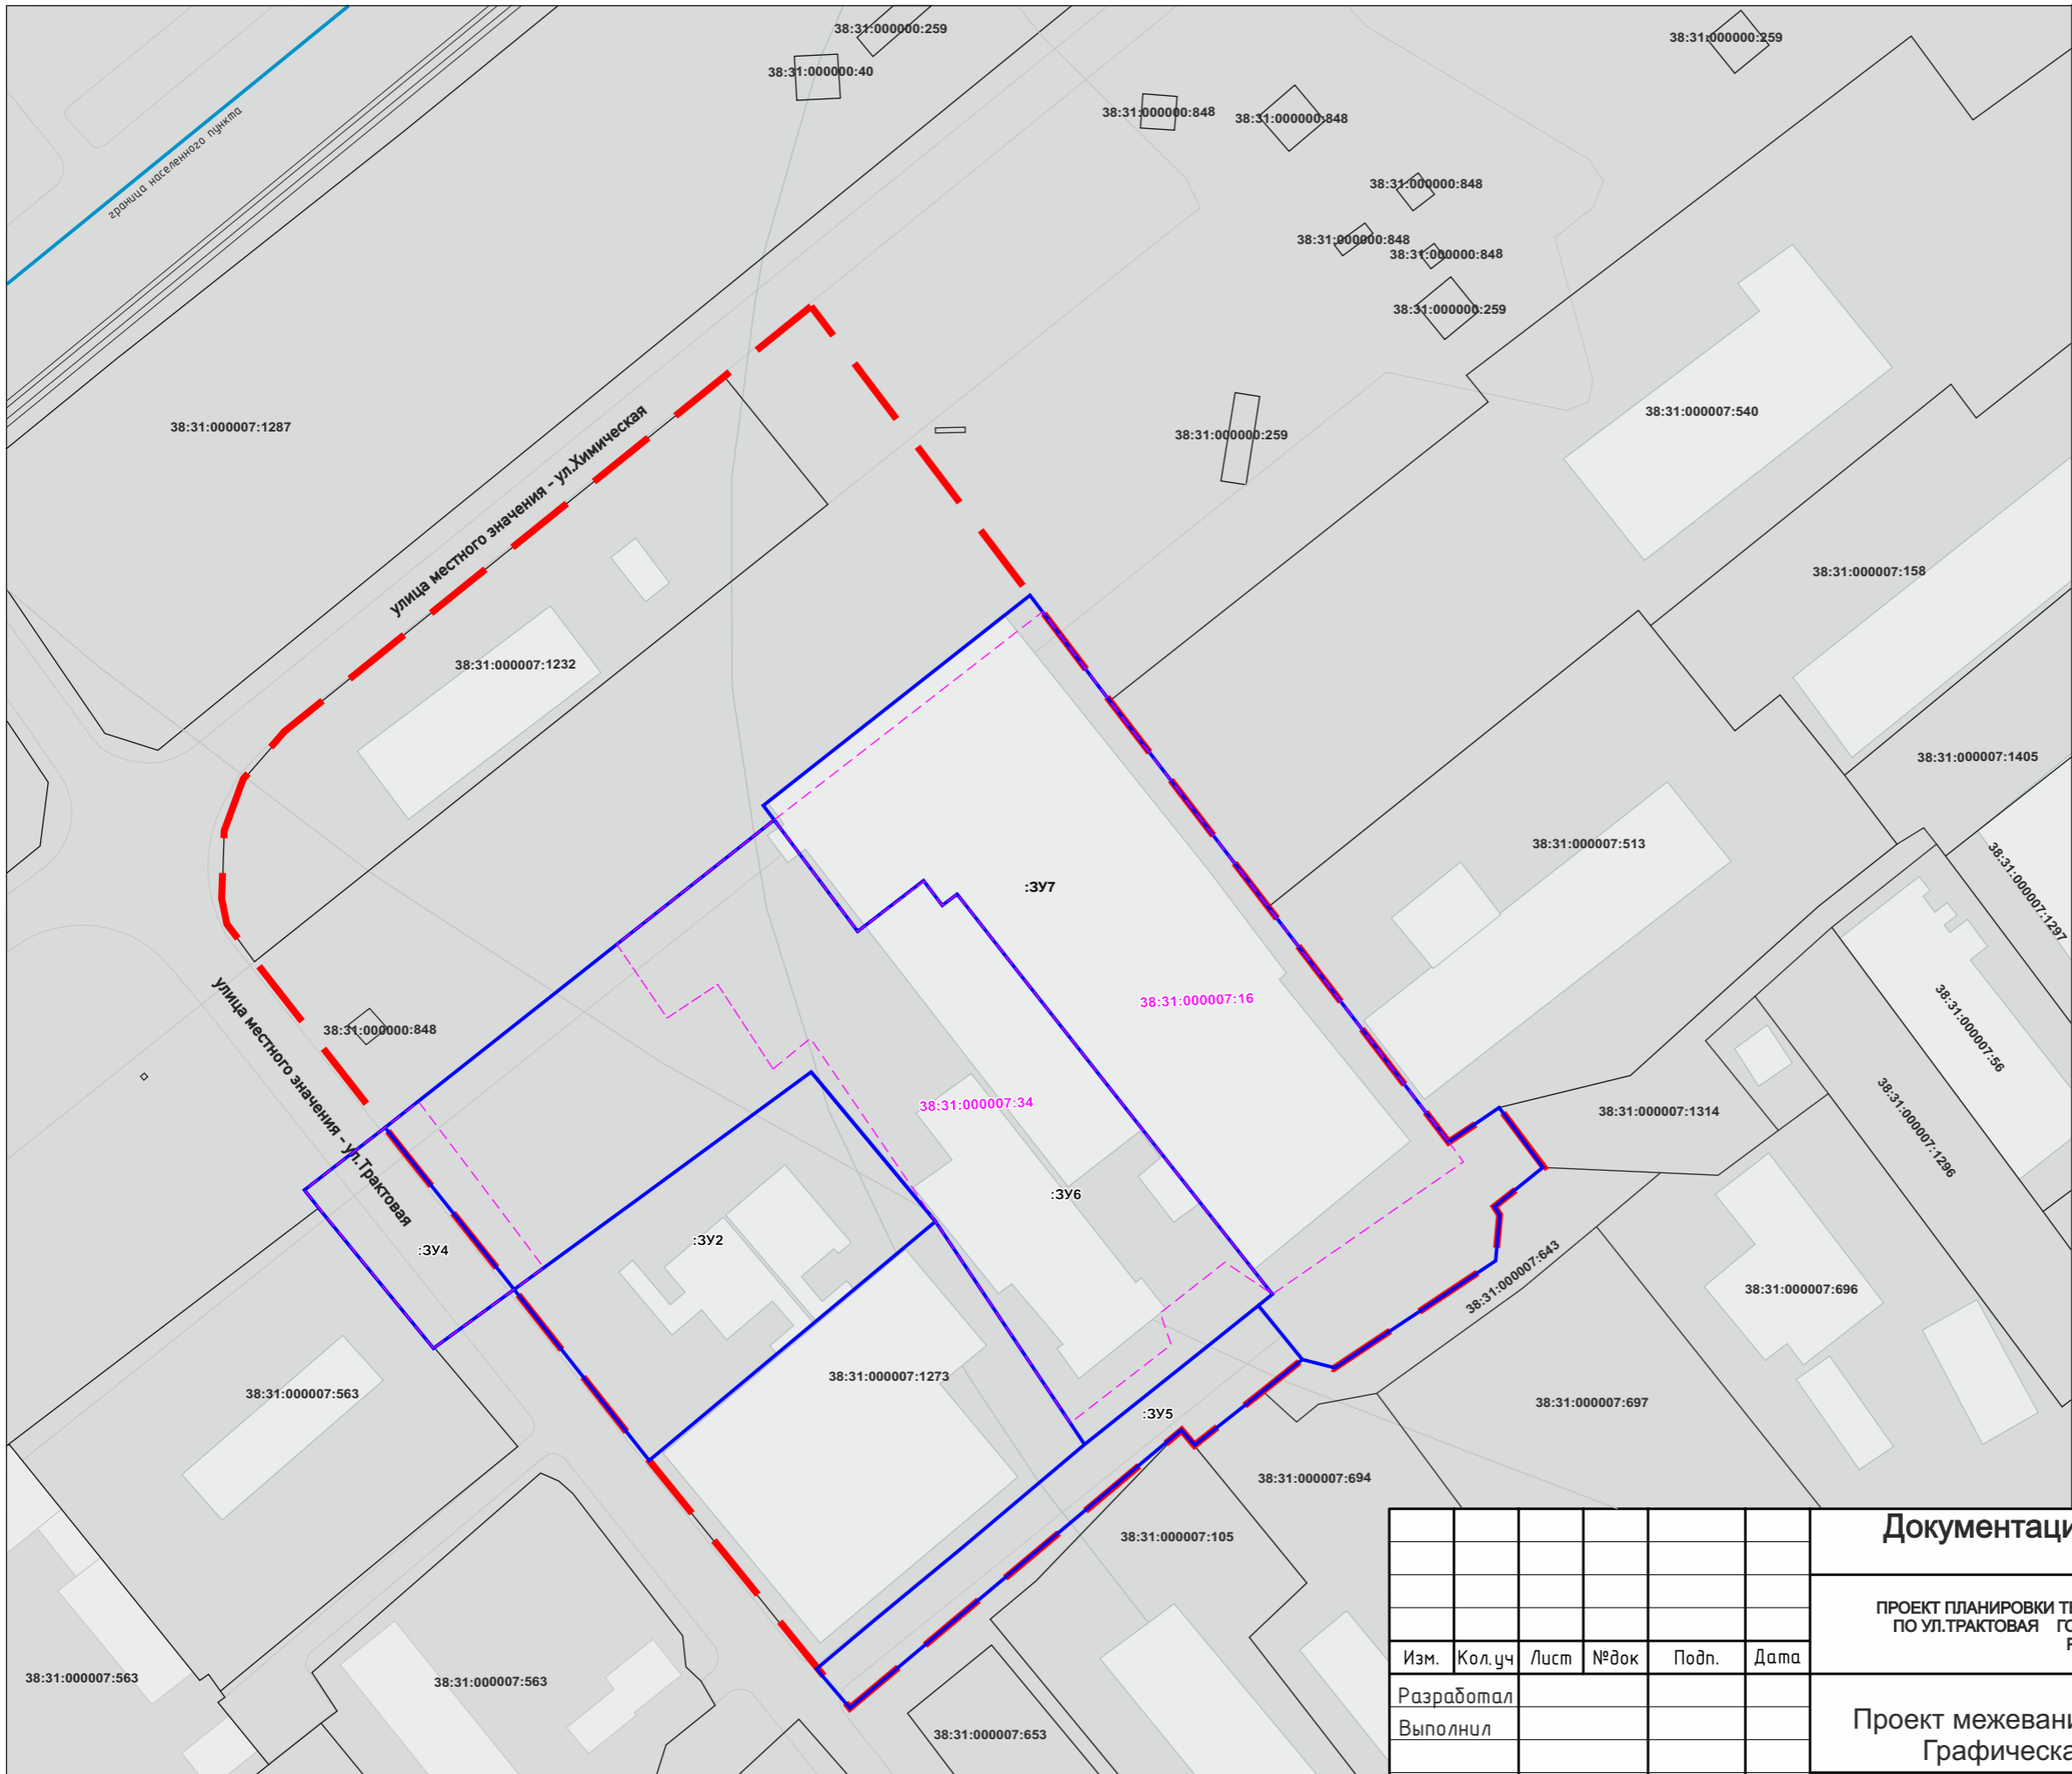 38:31:000000:259
38:31:000000:259
38:31:000000:40
38:31:000000:848
38:31:000000:848
граница населенного пункта
38:31:000000:848
38:31:000000:848
38:31:000000:848
38:31:000000:259
38:31:000007:540
38:31:000007:1287
38:31:000000:259
улица местного значения - ул.Химическая
38:31:000007:158
38:31:000007:1232
38:31:000007:1405
38:31:000007:513
:ЗУ7
38:31:000007:1297
38:31:000007:16
38:31:000000:848
38:31:000007:56
улица местного значения - ул.Трактовая
38:31:000007:34
38:31:000007:1314
38:31:000007:1296
:ЗУ6
:ЗУ2
:ЗУ4
38:31:000007:643
38:31:000007:696
38:31:000007:1273
38:31:000007:563
38:31:000007:697
:ЗУ5
38:31:000007:694
38:31:000007:105
38:31:000007:563
38:31:000007:563
38:31:000007:653
Документаци
ПРОЕКТ ПЛАНИРОВКИ
ПО УЛ.ТРАКТОВАЯ
Изм. Кол.уч Лист №док Подп. Дата
Разработал
Выполнил
Проект межевани
Графическа